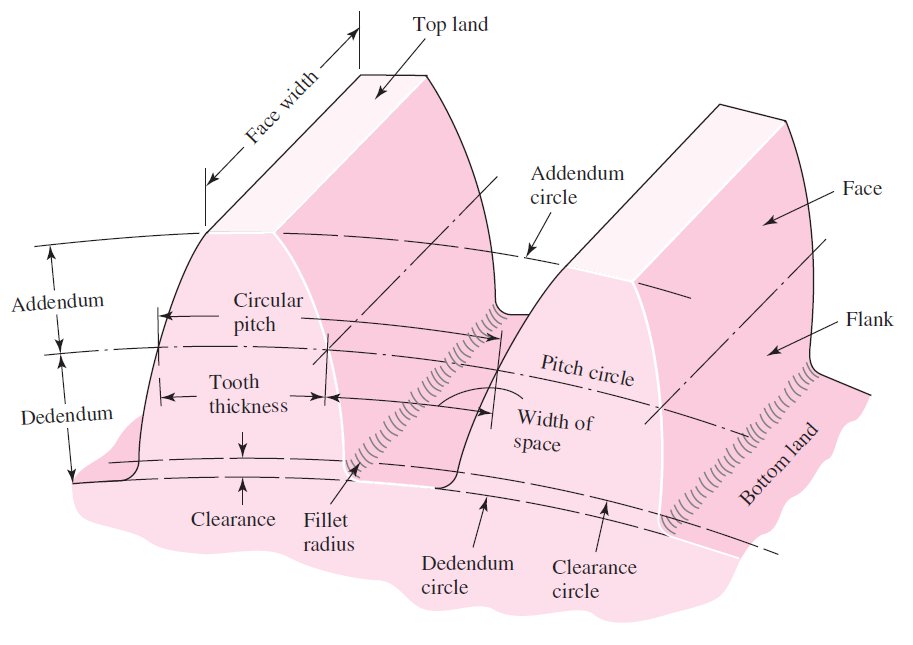 Top land
Face width
Addendum
circle
Face
Addendum
Circular
pitch
Flank
Pitch circle
Tooth
thickness
Dedendum
Width of
space
Bottom land
Clearance
Fillet
radius
Dedendum
circle
Clearance
circle